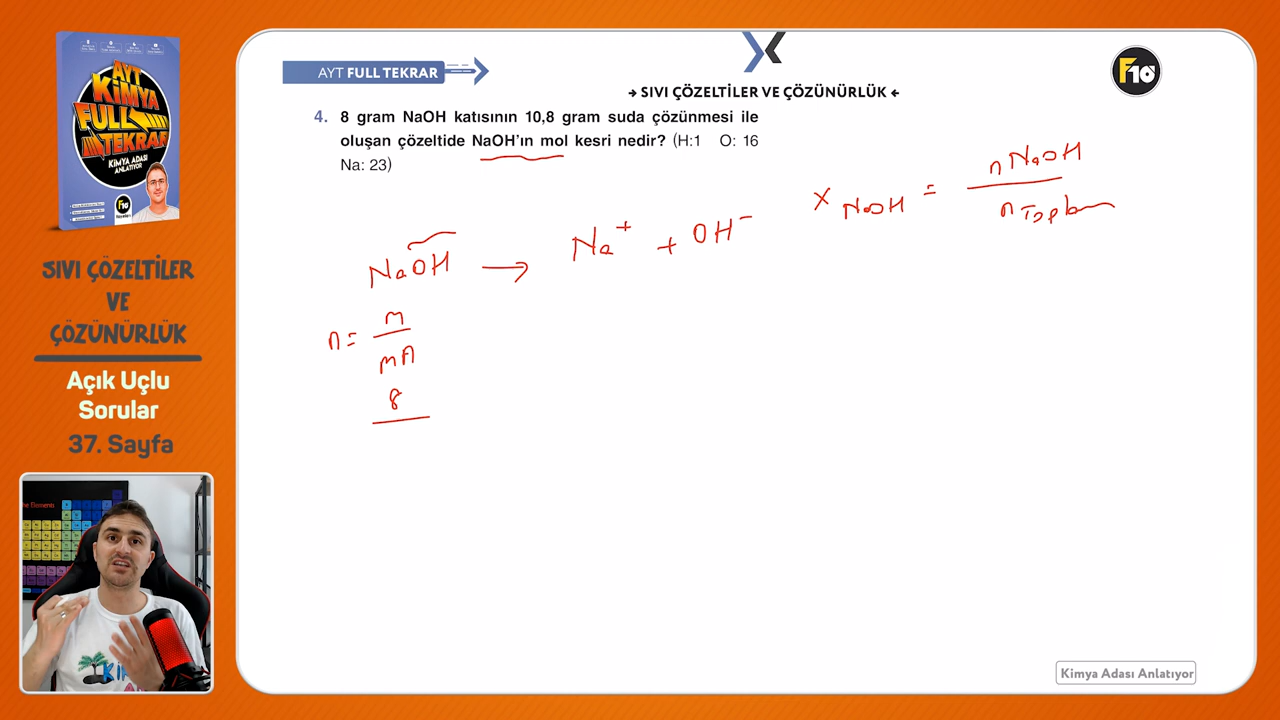 AYT
KİMYA
FULL
TEKRAR
KİMYA ADASI
ANLATIYOR
F10
SIVI ÇÖZELTİLER
VE
ÇÖZÜNÜRLÜK
Açık Uçlu
Sorular
37. Sayfa
AYT FULL TEKRAR
F10
→ SIVI ÇÖZELTİLER VE ÇÖZÜNÜRLÜK ←
4. 8 gram NaOH katısının 10,8 gram suda çözünmesi ile
oluşan çözeltide NaOH'ın mol kesri nedir? (H:1 O: 16
Na: 23)
X NaOH = n NaOH
n Toplam
NaOH → Na⁺ + OH⁻
n = m
mA
8
Kimya Adası Anlatıyor